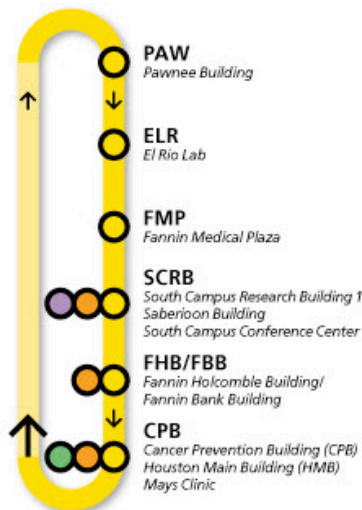 PAW
Pawnee Building
ELR
El Rio Lab
FMP
Fannin Medical Plaza
SCRB
South Campus Research Building 1
Saberioon Building
South Campus Conference Center
FHB/FBB
Fannin Holcomble Building/
Fannin Bank Building
CPB
Cancer Prevention Building (CPB)
Houston Main Building (HMB)
Mays Clinic